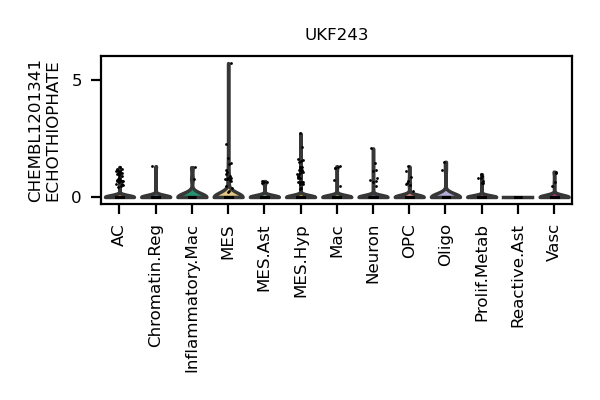 UKF243
CHEMBL1201341
ECHOTHIOPHATE
5
0
AC
Chromatin.Reg
Inflammatory.Mac
MES
MES.Ast
MES.Hyp
Mac
Neuron
OPC
Oligo
Prolif.Metab
Reactive.Ast
Vasc